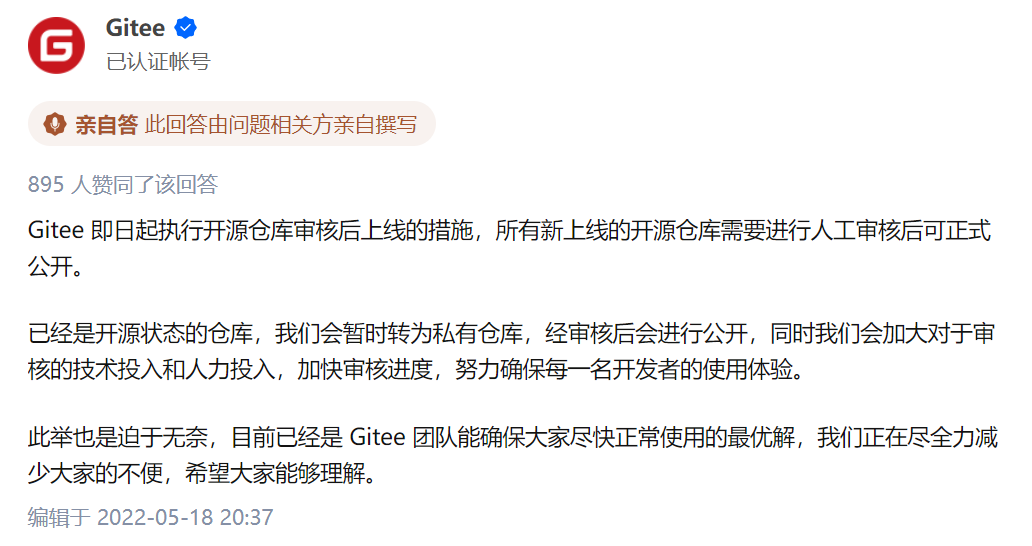 Gitee
已认证帐号
亲自答 此回答由问题相关方亲自撰写
895 人赞同了该回答
Gitee 即日起执行开源仓库审核后上线的措施，所有新上线的开源仓库需要进行人工审核后可正式
公开。
已经是开源状态的仓库，我们会暂时转为私有仓库，经审核后会进行公开，同时我们会加大对于审
核的技术投入和人力投入，加快审核进度，努力确保每一名开发者的使用体验。
此举也是迫于无奈，目前已经是 Gitee 团队能确保大家尽快正常使用的最优解，我们正在尽全力减
少大家的不便，希望大家能够理解。
编辑于 2022-05-18 20:37